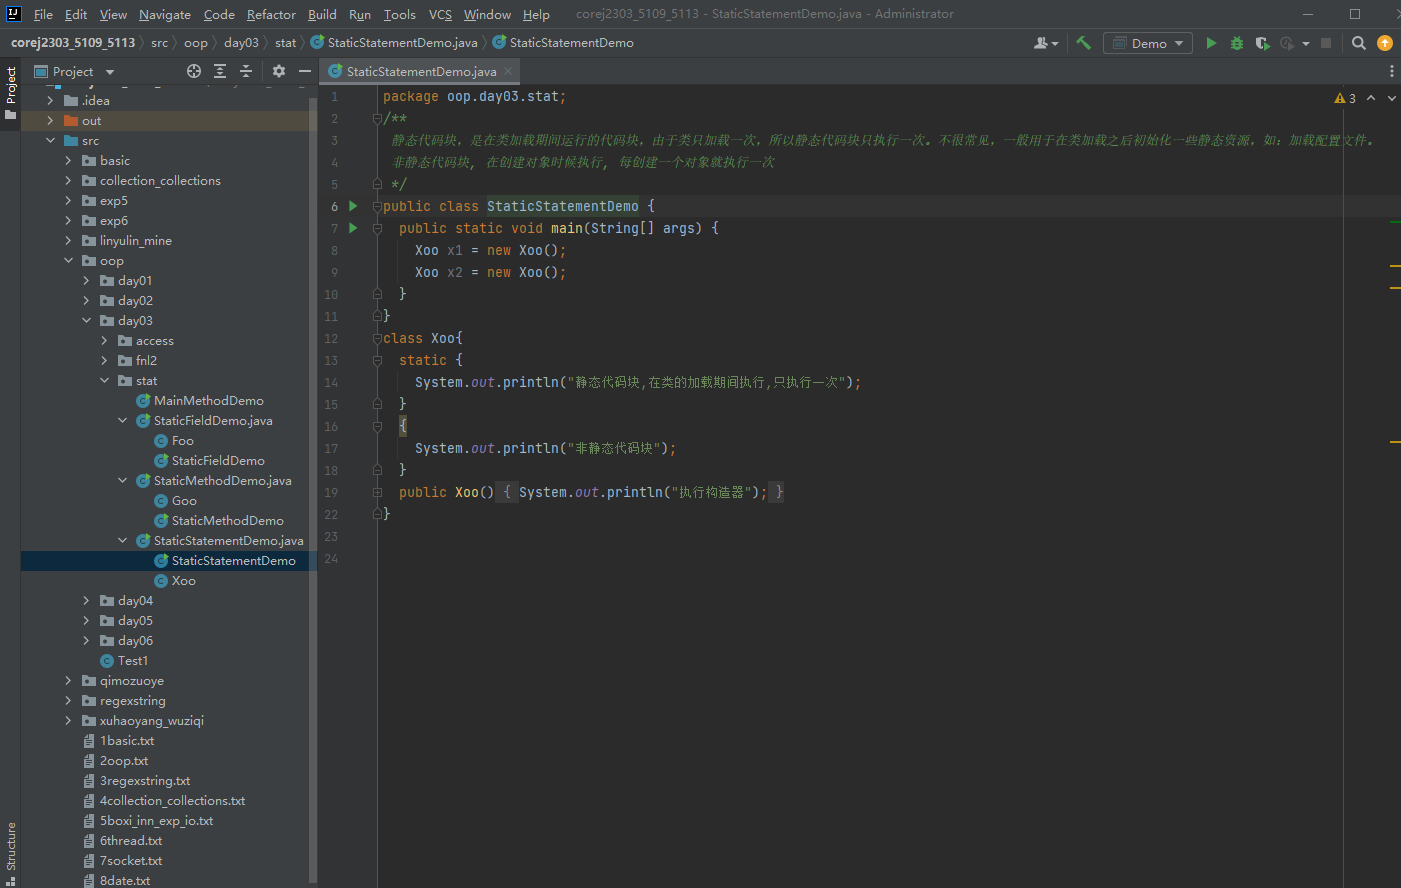 File Edit View Navigate Code Refactor Build Run Tools VCS Window Help corej2303_5109_5113 - StaticStatementDemo.java - Administrator
corej2303_5109_5113 src oop day03 stat StaticStatementDemo.java StaticStatementDemo Demo
Project
Project
StaticStatementDemo.java
.idea
out
src
basic
collection_collections
exp5
exp6
linyulin_mine
oop
day01
day02
day03
access
fnl2
stat
MainMethodDemo
StaticFieldDemo.java
Foo
StaticFieldDemo
StaticMethodDemo.java
Goo
StaticMethodDemo
StaticStatementDemo.java
StaticStatementDemo
Xoo
day04
day05
day06
Test1
qimozuoye
regexstring
xuhaoyang_wuziqi
1basic.txt
2oop.txt
3regexstring.txt
4collection_collections.txt
5boxi_inn_exp_io.txt
6thread.txt
7socket.txt
8date.txt
Structure
3
1 package oop.day03.stat;
2 /**
3 静态代码块，是在类加载期间运行的代码块，由于类只加载一次，所以静态代码块只执行一次。不很常见，一般用于在类加载之后初始化一些静态资源，如：加载配置文件。
4 非静态代码块, 在创建对象时候执行, 每创建一个对象就执行一次
5 */
6 public class StaticStatementDemo {
7 public static void main(String[] args) {
8 Xoo x1 = new Xoo();
9 Xoo x2 = new Xoo();
10 }
11 }
12 class Xoo{
13 static {
14 System.out.println("静态代码块,在类的加载期间执行,只执行一次");
15 }
16 {
17 System.out.println("非静态代码块");
18 }
19 public Xoo() { System.out.println("执行构造器"); }
22 }
23
24